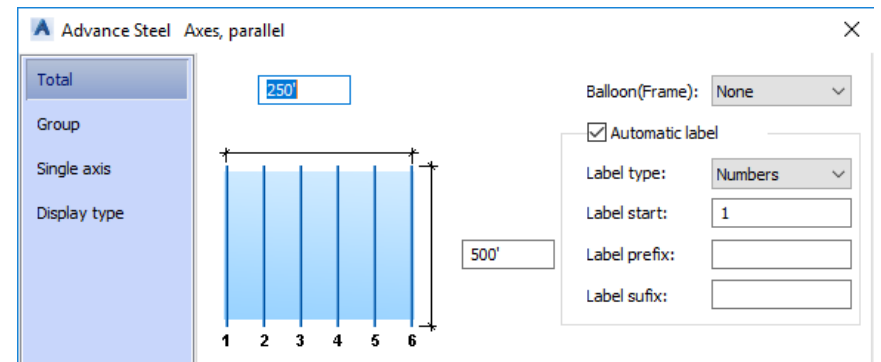 Advance Steel Axes, parallel
Total
Group
Single axis
Display type
250'
500'
1 2 3 4 5 6
Balloon(Frame): None
Automatic label
Label type: Numbers
Label start: 1
Label prefix:
Label sufix: